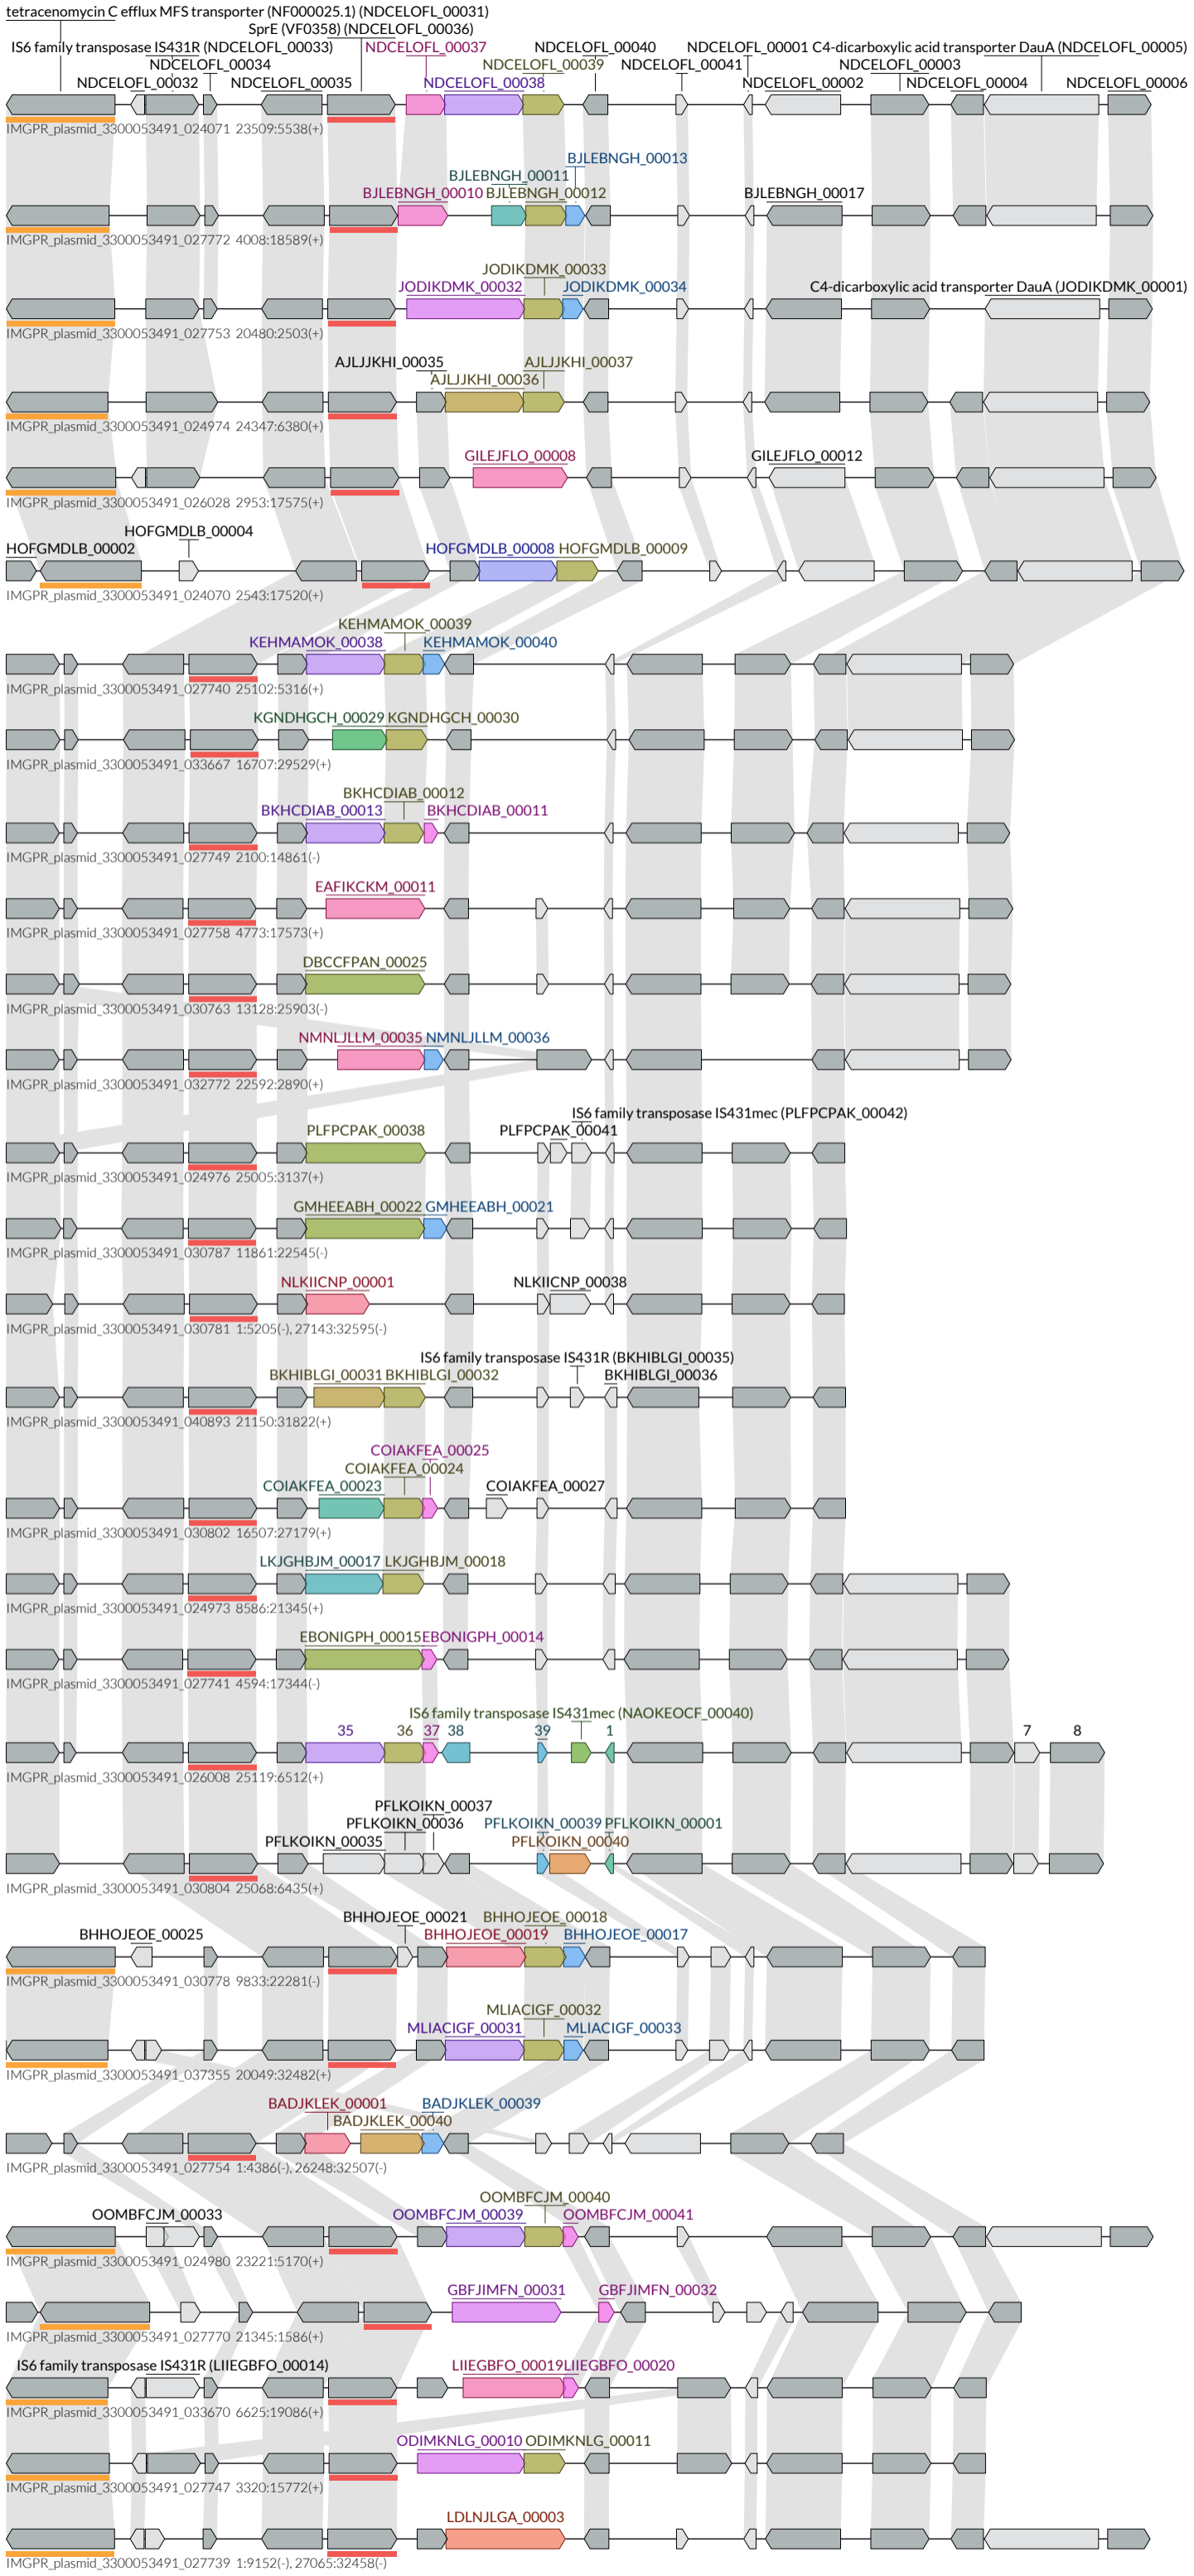 tetracenomycin C efflux MFS transporter (NF000025.1) (NDCELOFL_00031)
SprE (VF0358) (NDCELOFL_00036)
IS6 family transposase IS431R (NDCELOFL_00033) NDCELOFL_00037 NDCELOFL_00040 NDCELOFL_00001 C4-dicarboxylic acid transporter DauA (NDCELOFL_00005)
NDCELOFL_00034 NDCELOFL_00039 NDCELOFL_00041 NDCELOFL_00003
NDCELOFL_00032 NDCELOFL_00035 NDCELOFL_00038 NDCELOFL_00002 NDCELOFL_00004 NDCELOFL_00006
IMGPR_plasmid_3300053491_024071 23509:5538(+)
BJLEBNGH_00013
BJLEBNGH_00011
BJLEBNGH_00010 BJLEBNGH_00012 BJLEBNGH_00017
IMGPR_plasmid_3300053491_027772 4008:18589(+)
JODIKDMK_00033
JODIKDMK_00032 JODIKDMK_00034 C4-dicarboxylic acid transporter DauA (JODIKDMK_00001)
IMGPR_plasmid_3300053491_027753 20480:2503(+)
AJLJJKHI_00035 AJLJJKHI_00037
AJLJJKHI_00036
IMGPR_plasmid_3300053491_024974 24347:6380(+)
GILEJFLO_00008 GILEJFLO_00012
IMGPR_plasmid_3300053491_026028 2953:17575(+)
HOFGMDLB_00004
HOFGMDLB_00002 HOFGMDLB_00008 HOFGMDLB_00009
IMGPR_plasmid_3300053491_024070 2543:17520(+)
KEHMAMOK_00039
KEHMAMOK_00038 KEHMAMOK_00040
IMGPR_plasmid_3300053491_027740 25102:5316(+)
KGNDHGCH_00029 KGNDHGCH_00030
IMGPR_plasmid_3300053491_033667 16707:29529(+)
BKHCDIAB_00012
BKHCDIAB_00013 BKHCDIAB_00011
IMGPR_plasmid_3300053491_027749 2100:14861(-)
EAFIKCKM_00011
IMGPR_plasmid_3300053491_027758 4773:17573(+)
DBCCFPAN_00025
IMGPR_plasmid_3300053491_030763 13128:25903(-)
NMNLJLLM_00035 NMNLJLLM_00036
IMGPR_plasmid_3300053491_032772 22592:2890(+)
IS6 family transposase IS431mec (PLFPCPAK_00042)
PLFPCPAK_00038 PLFPCPAK_00041
IMGPR_plasmid_3300053491_024976 25005:3137(+)
GMHEEABH_00022 GMHEEABH_00021
IMGPR_plasmid_3300053491_030787 11861:22545(-)
NLKIICNP_00001 NLKIICNP_00038
IMGPR_plasmid_3300053491_030781 1:5205(-), 27143:32595(-)
IS6 family transposase IS431R (BKHIBLGI_00035)
BKHIBLGI_00031 BKHIBLGI_00032 BKHIBLGI_00036
IMGPR_plasmid_3300053491_040893 21150:31822(+)
COIAKFEA_00025
COIAKFEA_00024
COIAKFEA_00023 COIAKFEA_00027
IMGPR_plasmid_3300053491_030802 16507:27179(+)
LKJGHBJM_00017 LKJGHBJM_00018
IMGPR_plasmid_3300053491_024973 8586:21345(+)
EBONIGPH_00015 EBONIGPH_00014
IMGPR_plasmid_3300053491_027741 4594:17344(-)
IS6 family transposase IS431mec (NAOKEOCF_00040)
35 36 37 38 39 1 7 8
IMGPR_plasmid_3300053491_026008 25119:6512(+)
PFLKOIKN_00037
PFLKOIKN_00036 PFLKOIKN_00039 PFLKOIKN_00001
PFLKOIKN_00035 PFLKOIKN_00040
IMGPR_plasmid_3300053491_030804 25068:6435(+)
BHHOJEOE_00021 BHHOJEOE_00018
BHHOJEOE_00025 BHHOJEOE_00019 BHHOJEOE_00017
IMGPR_plasmid_3300053491_030778 9833:22281(-)
MLIACIGF_00032
MLIACIGF_00031 MLIACIGF_00033
IMGPR_plasmid_3300053491_037355 20049:32482(+)
BADJKLEK_00001 BADJKLEK_00039
BADJKLEK_00040
IMGPR_plasmid_3300053491_027754 1:4386(-), 26248:32507(-)
OOMBFCJM_00040
OOMBFCJM_00033 OOMBFCJM_00039 OOMBFCJM_00041
IMGPR_plasmid_3300053491_024980 23221:5170(+)
GBFJIMFN_00031 GBFJIMFN_00032
IMGPR_plasmid_3300053491_027770 21345:1586(+)
IS6 family transposase IS431R (LIIEGBFO_00014) LIIEGBFO_00019 LIIEGBFO_00020
IMGPR_plasmid_3300053491_033670 6625:19086(+)
ODIMKNLG_00010 ODIMKNLG_00011
IMGPR_plasmid_3300053491_027747 3320:15772(+)
LDLNJLGA_00003
IMGPR_plasmid_3300053491_027739 1:9152(-), 27065:32458(-)